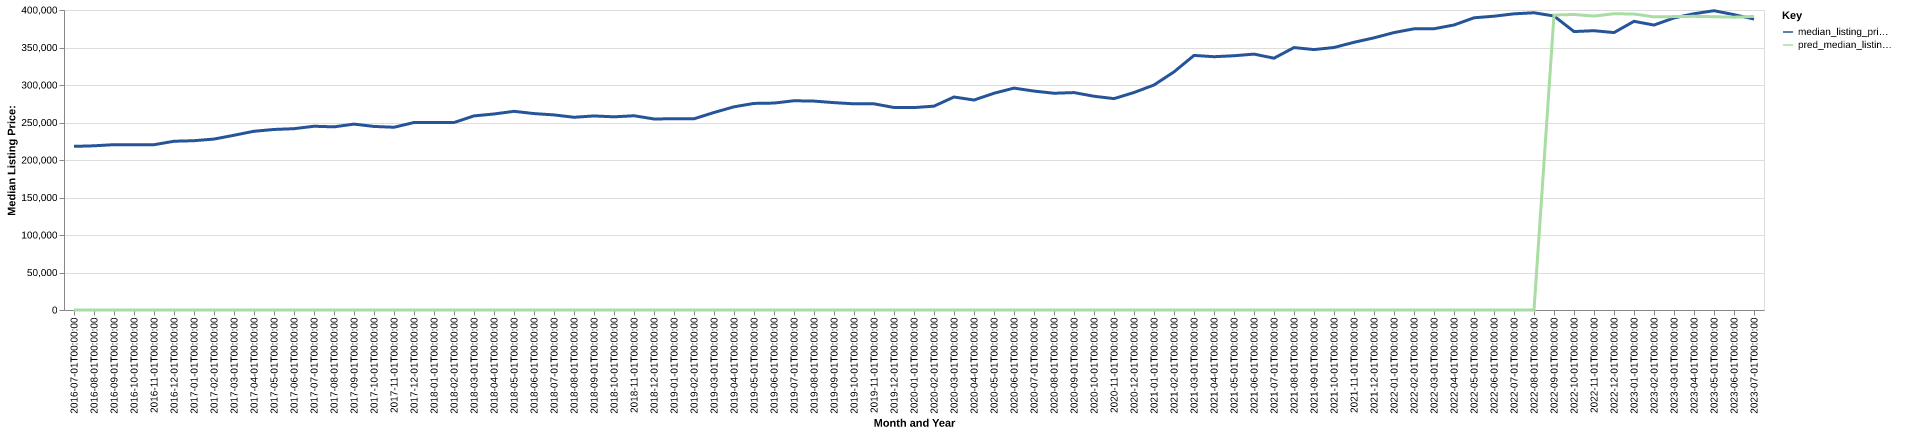 400,000
350,000
300,000
250,000
200,000
150,000
100,000
50,000
0
Median Listing Price:
2016-07-01T00:00:00
2016-08-01T00:00:00
2016-09-01T00:00:00
2016-10-01T00:00:00
2016-11-01T00:00:00
2016-12-01T00:00:00
2017-01-01T00:00:00
2017-02-01T00:00:00
2017-03-01T00:00:00
2017-04-01T00:00:00
2017-05-01T00:00:00
2017-06-01T00:00:00
2017-07-01T00:00:00
2017-08-01T00:00:00
2017-09-01T00:00:00
2017-10-01T00:00:00
2017-11-01T00:00:00
2017-12-01T00:00:00
2018-01-01T00:00:00
2018-02-01T00:00:00
2018-03-01T00:00:00
2018-04-01T00:00:00
2018-05-01T00:00:00
2018-06-01T00:00:00
2018-07-01T00:00:00
2018-08-01T00:00:00
2018-09-01T00:00:00
2018-10-01T00:00:00
2018-11-01T00:00:00
2018-12-01T00:00:00
2019-01-01T00:00:00
2019-02-01T00:00:00
2019-03-01T00:00:00
2019-04-01T00:00:00
2019-05-01T00:00:00
2019-06-01T00:00:00
2019-07-01T00:00:00
2019-08-01T00:00:00
2019-09-01T00:00:00
2019-10-01T00:00:00
2019-11-01T00:00:00
2019-12-01T00:00:00
2020-01-01T00:00:00
2020-02-01T00:00:00
2020-03-01T00:00:00
2020-04-01T00:00:00
2020-05-01T00:00:00
2020-06-01T00:00:00
2020-07-01T00:00:00
2020-08-01T00:00:00
2020-09-01T00:00:00
2020-10-01T00:00:00
2020-11-01T00:00:00
2020-12-01T00:00:00
2021-01-01T00:00:00
2021-02-01T00:00:00
2021-03-01T00:00:00
2021-04-01T00:00:00
2021-05-01T00:00:00
2021-06-01T00:00:00
2021-07-01T00:00:00
2021-08-01T00:00:00
2021-09-01T00:00:00
2021-10-01T00:00:00
2021-11-01T00:00:00
2021-12-01T00:00:00
2022-01-01T00:00:00
2022-02-01T00:00:00
2022-03-01T00:00:00
2022-04-01T00:00:00
2022-05-01T00:00:00
2022-06-01T00:00:00
2022-07-01T00:00:00
2022-08-01T00:00:00
2022-09-01T00:00:00
2022-10-01T00:00:00
2022-11-01T00:00:00
2022-12-01T00:00:00
2023-01-01T00:00:00
2023-02-01T00:00:00
2023-03-01T00:00:00
2023-04-01T00:00:00
2023-05-01T00:00:00
2023-06-01T00:00:00
2023-07-01T00:00:00
Month and Year
Key
median_listing_pri…
pred_median_listin…